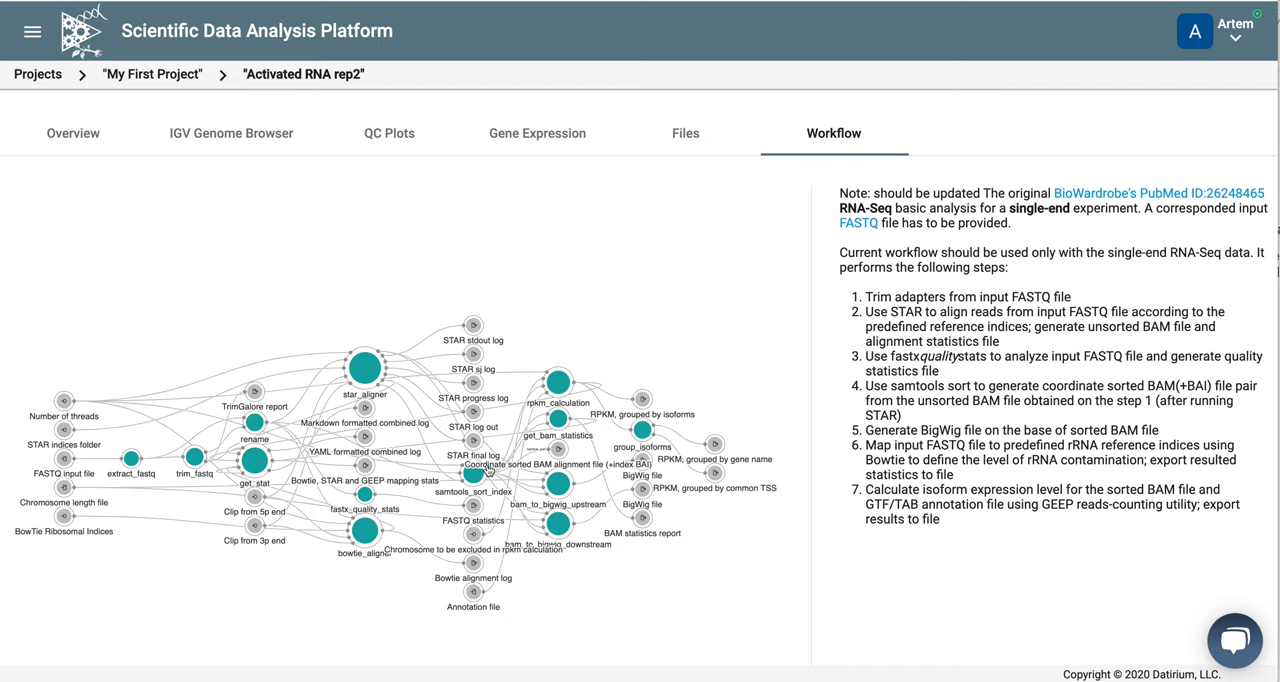 Scientific Data Analysis Platform
A
Artem
Projects
"My First Project"
"Activated RNA rep2"
Overview
IGV Genome Browser
QC Plots
Gene Expression
Files
Workflow
Note: should be updated The original BioWardrobe's PubMed ID:26248465
RNA-Seq basic analysis for a single-end experiment. A corresponded input
FASTQ file has to be provided.
Current workflow should be used only with the single-end RNA-Seq data. It
performs the following steps:
1. Trim adapters from input FASTQ file
2. Use STAR to align reads from input FASTQ file according to the
predefined reference indices; generate unsorted BAM file and
alignment statistics file
3. Use fastxqualitystats to analyze input FASTQ file and generate quality
statistics file
4. Use samtools sort to generate coordinate sorted BAM(+BAI) file pair
from the unsorted BAM file obtained on the step 1 (after running
STAR)
5. Generate BigWig file on the base of sorted BAM file
6. Map input FASTQ file to predefined rRNA reference indices using
Bowtie to define the level of rRNA contamination; export resulted
statistics to file
7. Calculate isoform expression level for the sorted BAM file and
GTF/TAB annotation file using GEEP reads-counting utility; export
results to file
Number of threads
STAR indices folder
FASTQ input file
Chromosome length file
BowTie Ribosomal Indices
extract_fastq
trim_fastq
TrimGalore report
rename
get_stat
Clip from 5p end
Clip from 3p end
star_aligner
Markdown formatted combined log
YAML formatted combined log
Bowtie, STAR and GEEP mapping stats
fastx_quality_stats
STAR stdout log
STAR sj log
STAR progress log
STAR log out
STAR final log
Coordinate sorted BAM alignment file (+index BAI)
samtools_sort_index
FASTQ statistics
Chromosome to be excluded in rpkm calculation
Bowtie alignment log
Annotation file
rpkm_calculation
get_bam_statistics
bam_to_bigwig_upstream
bam_to_bigwig_downstream
RPKM, grouped by isoforms
group_isoforms
BigWig file
BigWig file
BAM statistics report
RPKM, grouped by gene name
RPKM, grouped by common TSS
Copyright © 2020 Datirium, LLC.